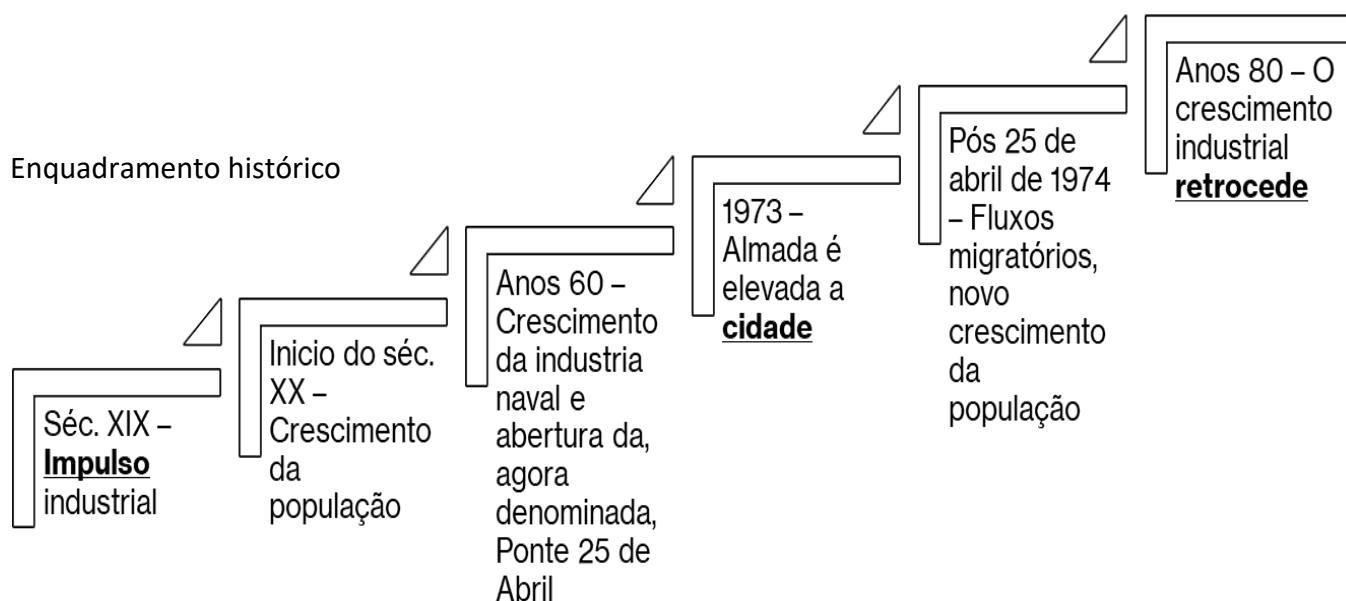 Enquadramento histórico
Séc. XIX –
Impulso
industrial
Inicio do séc.
XX –
Crescimento
da
população
Anos 60 –
Crescimento
da industria
naval e
abertura da,
agora
denominada,
Ponte 25 de
Abril
1973 –
Almada é
elevada a
cidade
Pós 25 de
abril de 1974
– Fluxos
migratórios,
novo
crescimento
da
população
Anos 80 – O
crescimento
industrial
retrocede